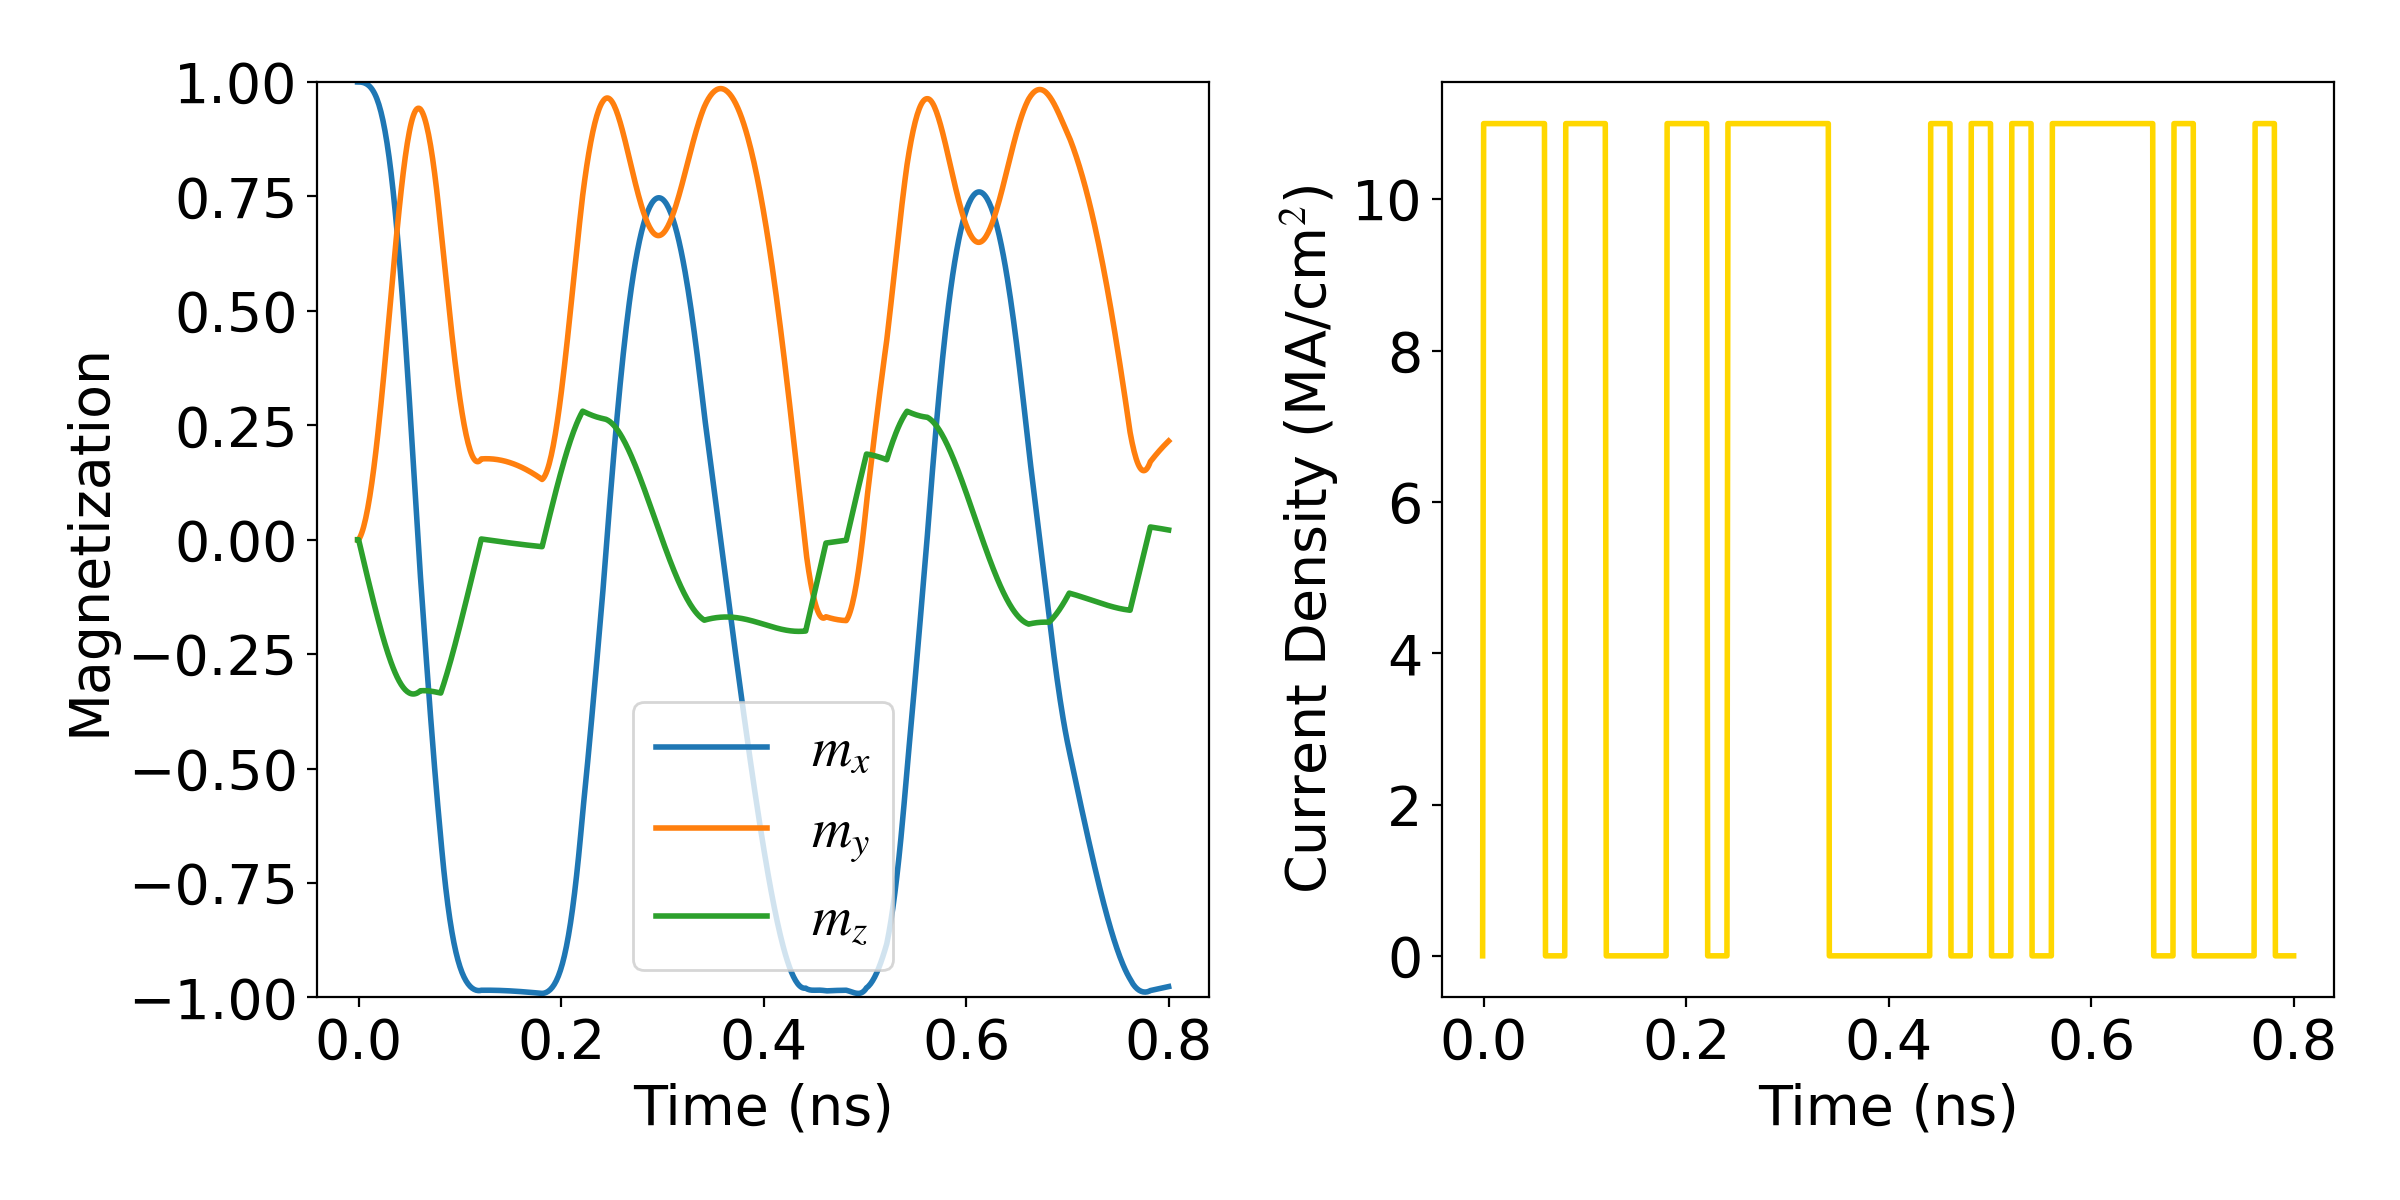 Magnetization
1.00
0.75
0.50
0.25
0.00
−0.25
−0.50
−0.75
−1.00
0.0 0.2 0.4 0.6 0.8
Time (ns)
m_x
m_y
m_z
Current Density (MA/cm²)
10
8
6
4
2
0
0.0 0.2 0.4 0.6 0.8
Time (ns)